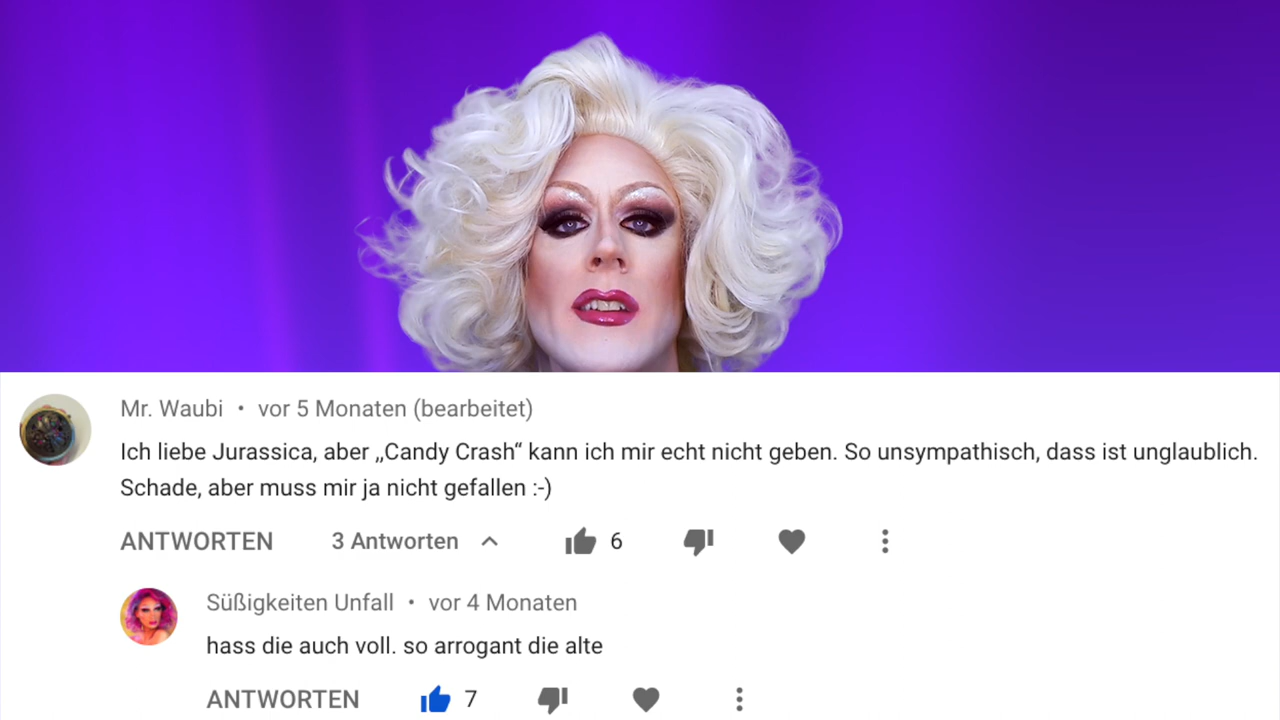 Mr. Waubi • vor 5 Monaten (bearbeitet)
Ich liebe Jurassica, aber „Candy Crash“ kann ich mir echt nicht geben. So unsympathisch, dass ist unglaublich.
Schade, aber muss mir ja nicht gefallen :-)
ANTWORTEN 3 Antworten 6
Süßigkeiten Unfall • vor 4 Monaten
hass die auch voll. so arrogant die alte
ANTWORTEN 7